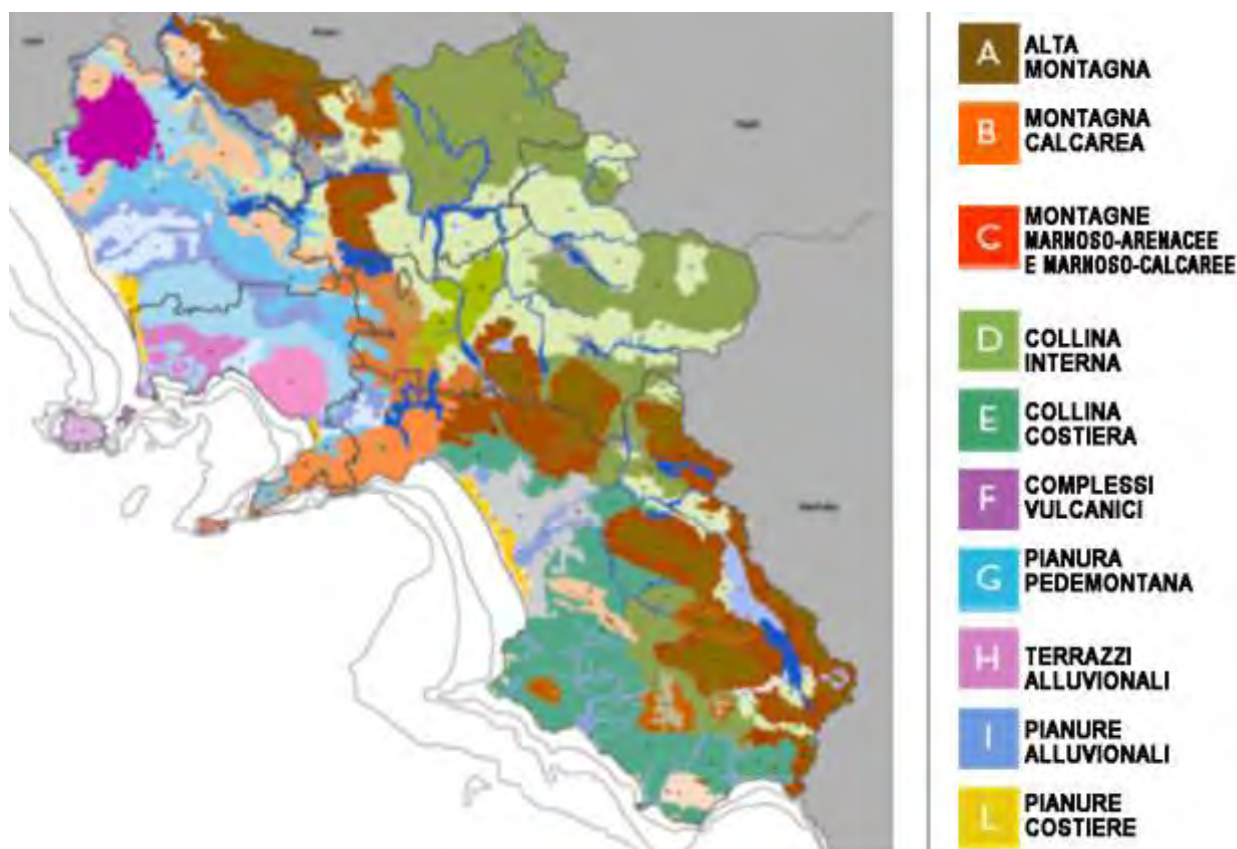 A
ALTA
MONTAGNA
B
MONTAGNA
CALCAREA
C
MONTAGNE
MARNOSO-ARENACEE
E MARNOSO-CALCAREE
D
COLLINA
INTERNA
E
COLLINA
COSTIERA
F
COMPLESSI
VULCANICI
G
PIANURA
PEDEMONTANA
H
TERRAZZI
ALLUVIONALI
I
PIANURE
ALLUVIONALI
L
PIANURE
COSTIERE